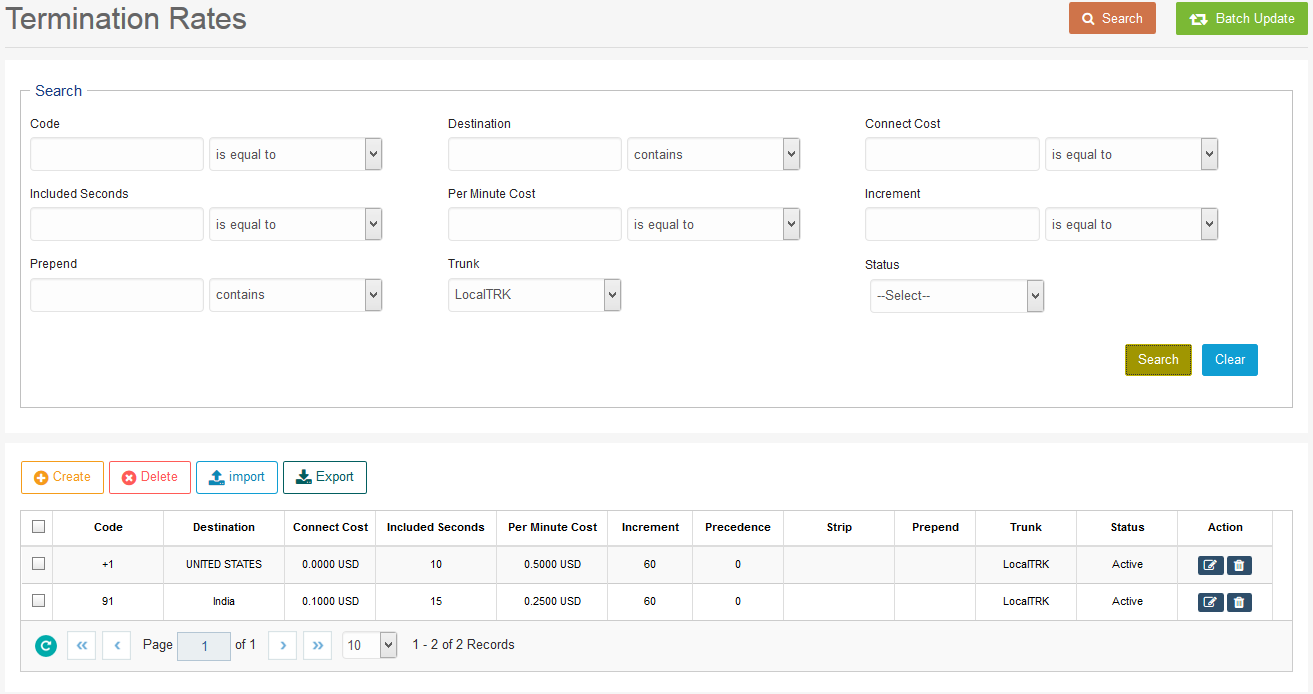 Termination Rates
Search
Batch Update
Search
Code
Destination
Connect Cost
is equal to
contains
is equal to
Included Seconds
Per Minute Cost
Increment
is equal to
is equal to
is equal to
Prepend
Trunk
Status
contains
LocalTRK
--Select--
Search
Clear
Create
Delete
import
Export
Code Destination Connect Cost Included Seconds Per Minute Cost Increment Precedence Strip Prepend Trunk Status Action
+1 UNITED STATES 0.0000 USD 10 0.5000 USD 60 0 LocalTRK Active
91 India 0.1000 USD 15 0.2500 USD 60 0 LocalTRK Active
Page 1 of 1 10 1 - 2 of 2 Records